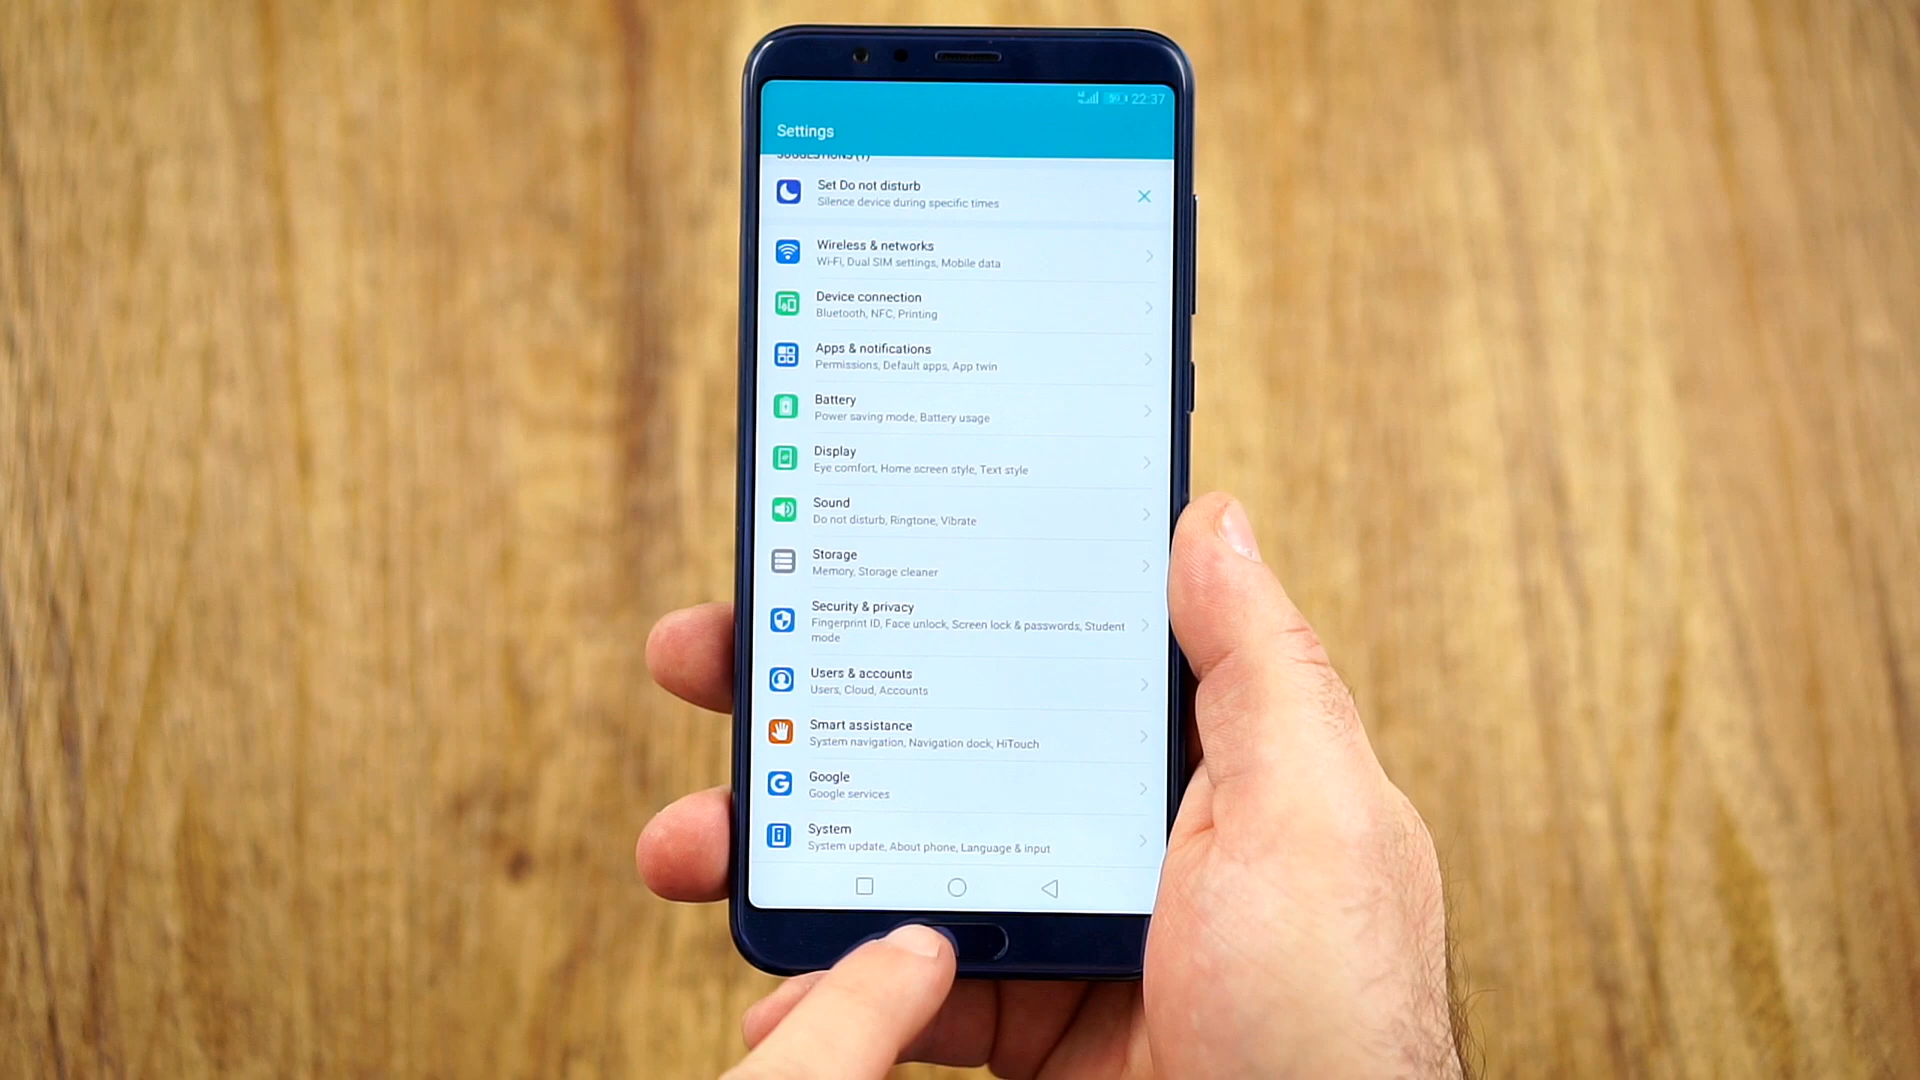 22:37
Settings
SUGGESTIONS (1)
Set Do not disturb
Silence device during specific times
Wireless & networks
Wi-Fi, Dual SIM settings, Mobile data
Device connection
Bluetooth, NFC, Printing
Apps & notifications
Permissions, Default apps, App twin
Battery
Power saving mode, Battery usage
Display
Eye comfort, Home screen style, Text style
Sound
Do not disturb, Ringtone, Vibrate
Storage
Memory, Storage cleaner
Security & privacy
Fingerprint ID, Face unlock, Screen lock & passwords, Student
mode
Users & accounts
Users, Cloud, Accounts
Smart assistance
System navigation, Navigation dock, HiTouch
Google
Google services
System
System update, About phone, Language & input